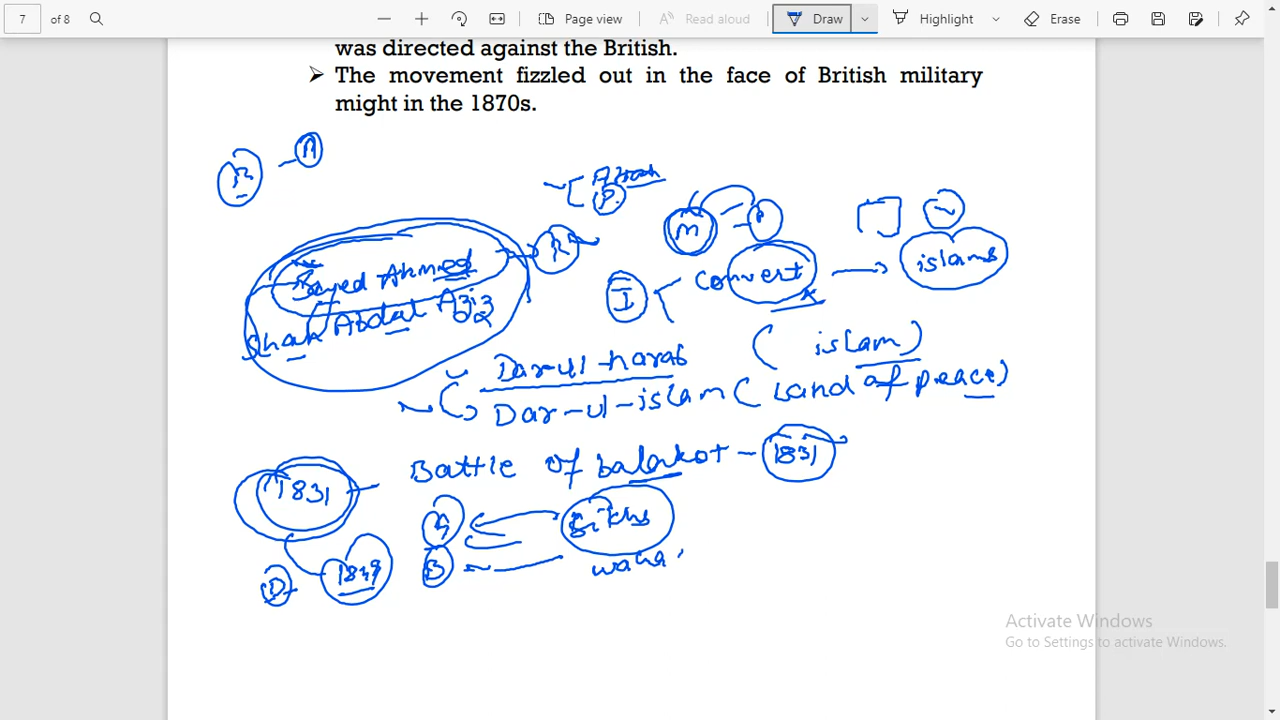 7 of 8
Page view
Read aloud
Draw
Highlight
Erase
was directed against the British.
➢ The movement fizzled out in the face of British military
might in the 1870s.
R - A
P.
M - P
R
Seyed Ahmed
Shah Abdul Aziz
I
convert → islams
(islam)
Dar-ul-harab
Dar-ul-islam (land of peace)
1831 - Battle of balakot - 1831
A
Sikhs
D 1849
B
waha
Activate Windows
Go to Settings to activate Windows.